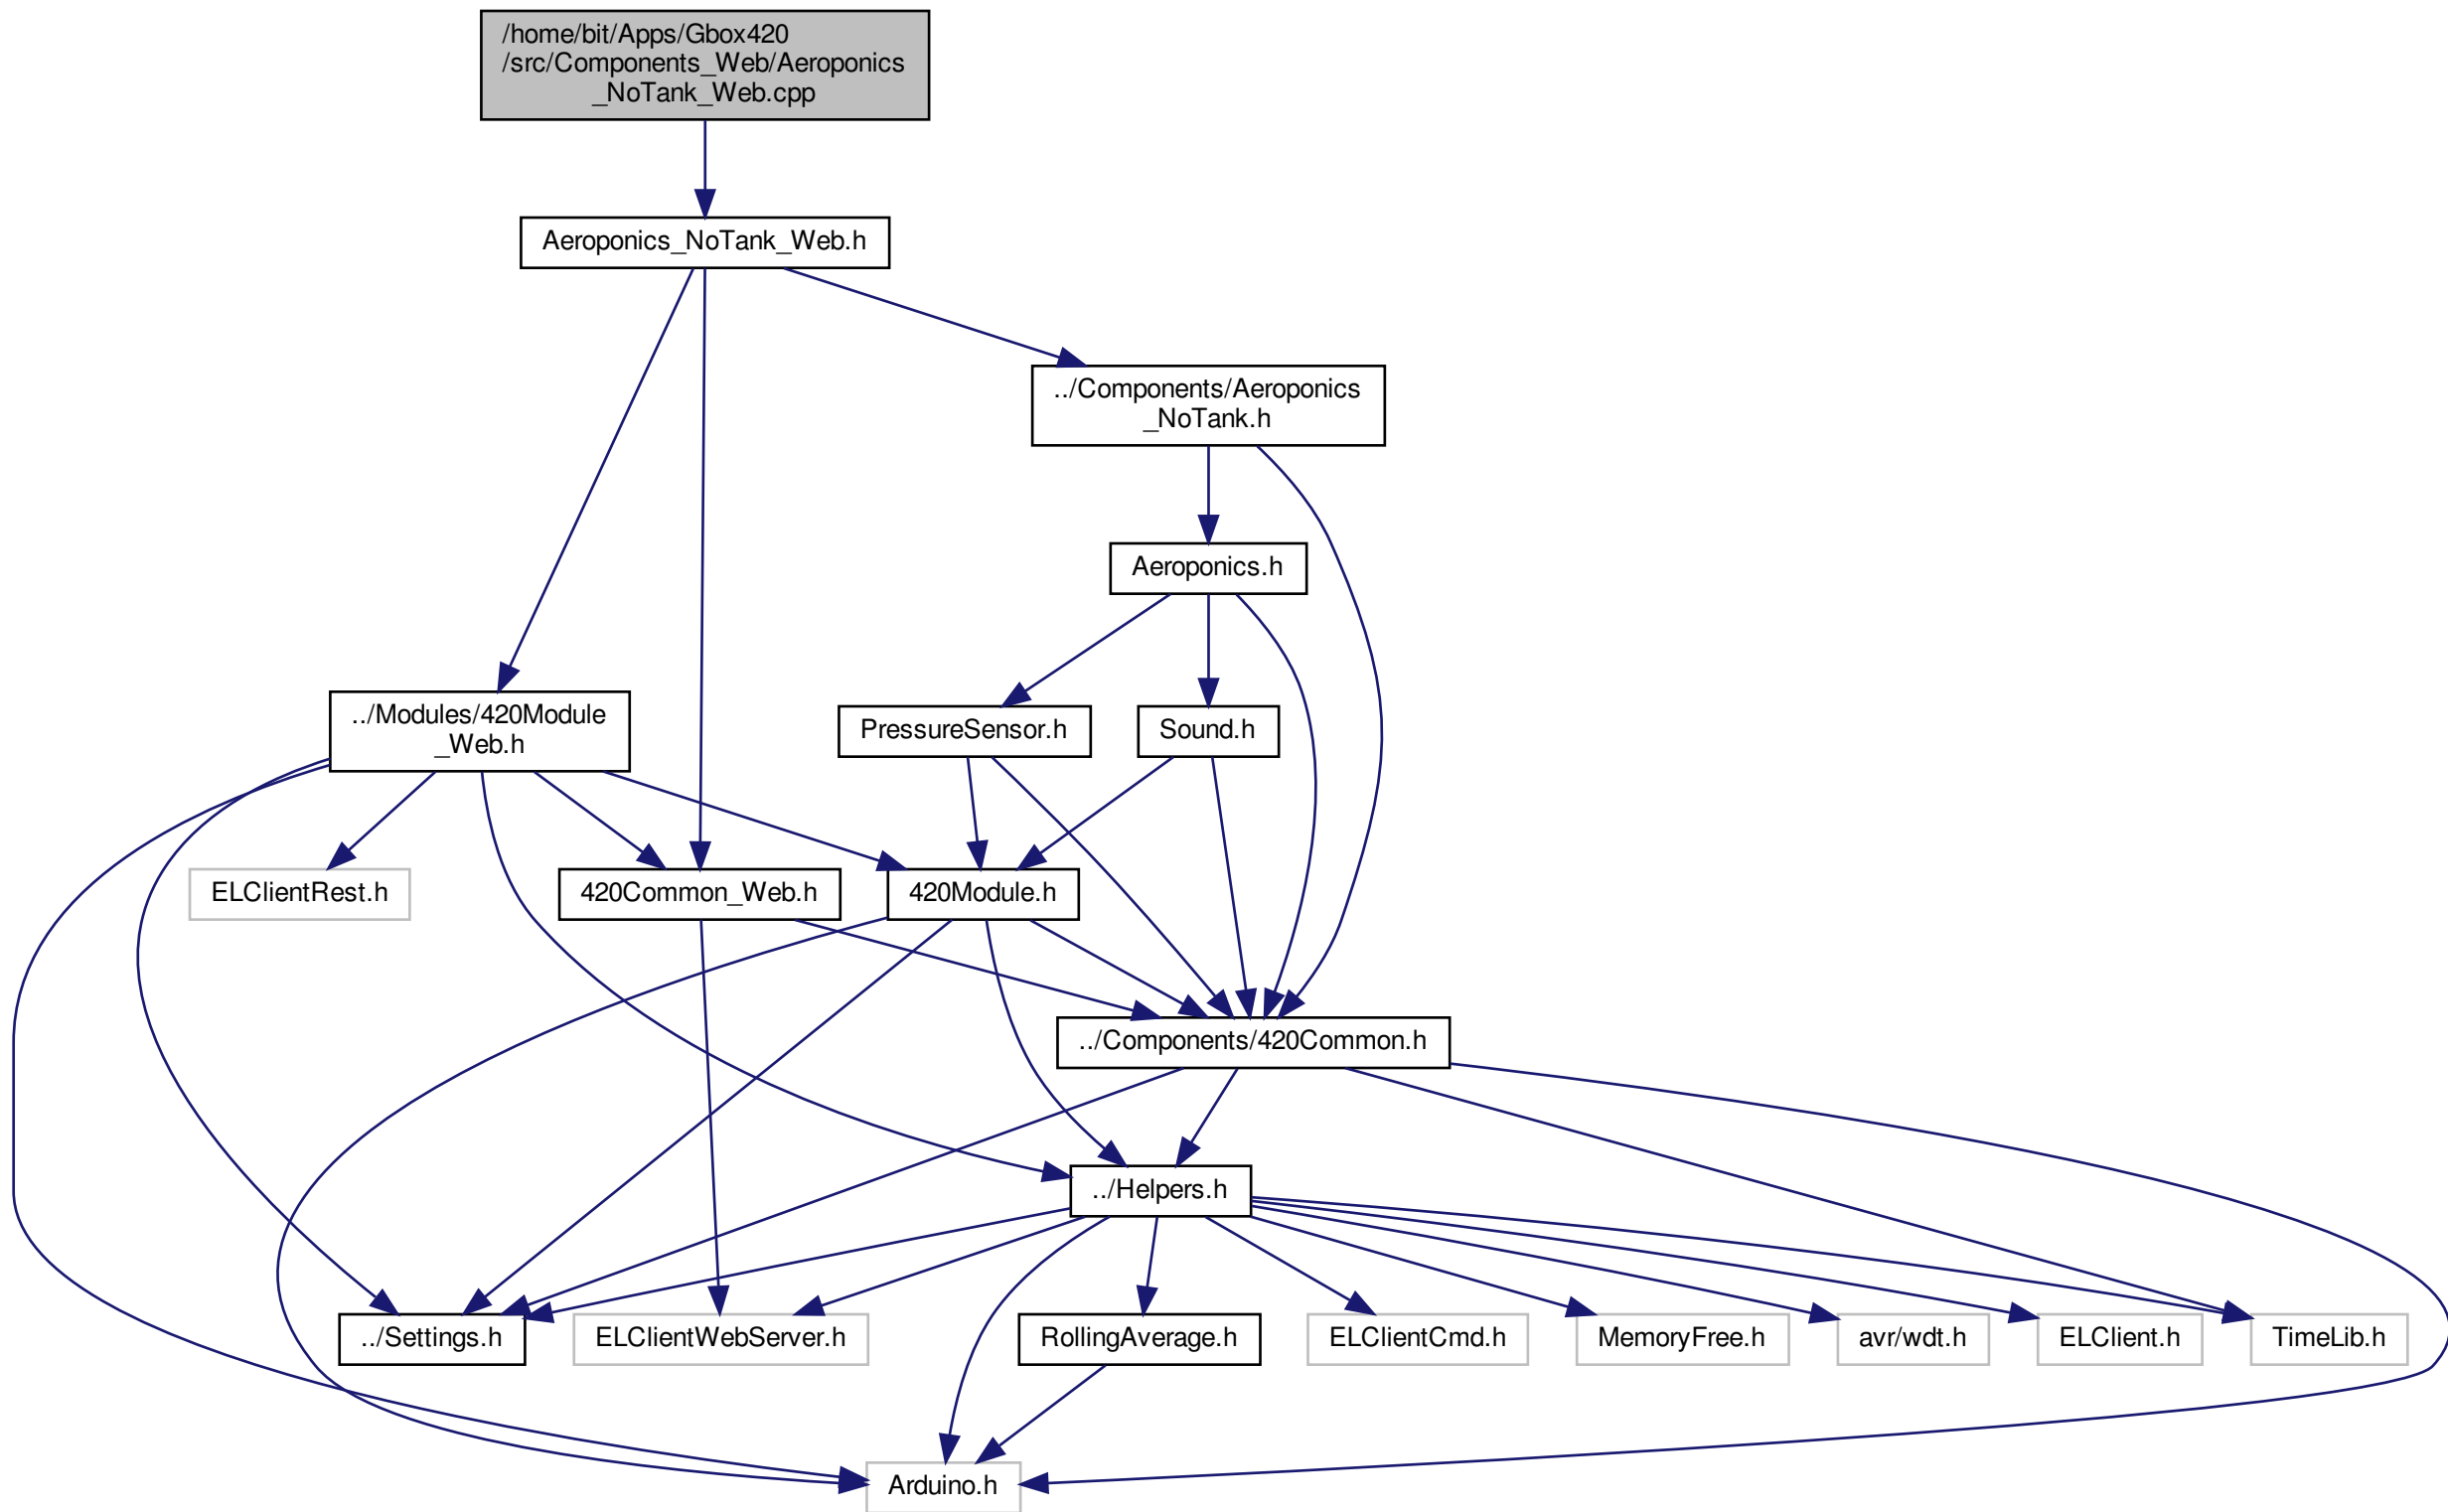 /home/bit/Apps/Gbox420
/src/Components_Web/Aeroponics
_NoTank_Web.cpp
Aeroponics_NoTank_Web.h
../Components/Aeroponics
_NoTank.h
Aeroponics.h
../Modules/420Module
_Web.h
PressureSensor.h
Sound.h
ELClientRest.h
420Common_Web.h
420Module.h
../Components/420Common.h
../Helpers.h
../Settings.h
ELClientWebServer.h
RollingAverage.h
ELClientCmd.h
MemoryFree.h
avr/wdt.h
ELClient.h
TimeLib.h
Arduino.h